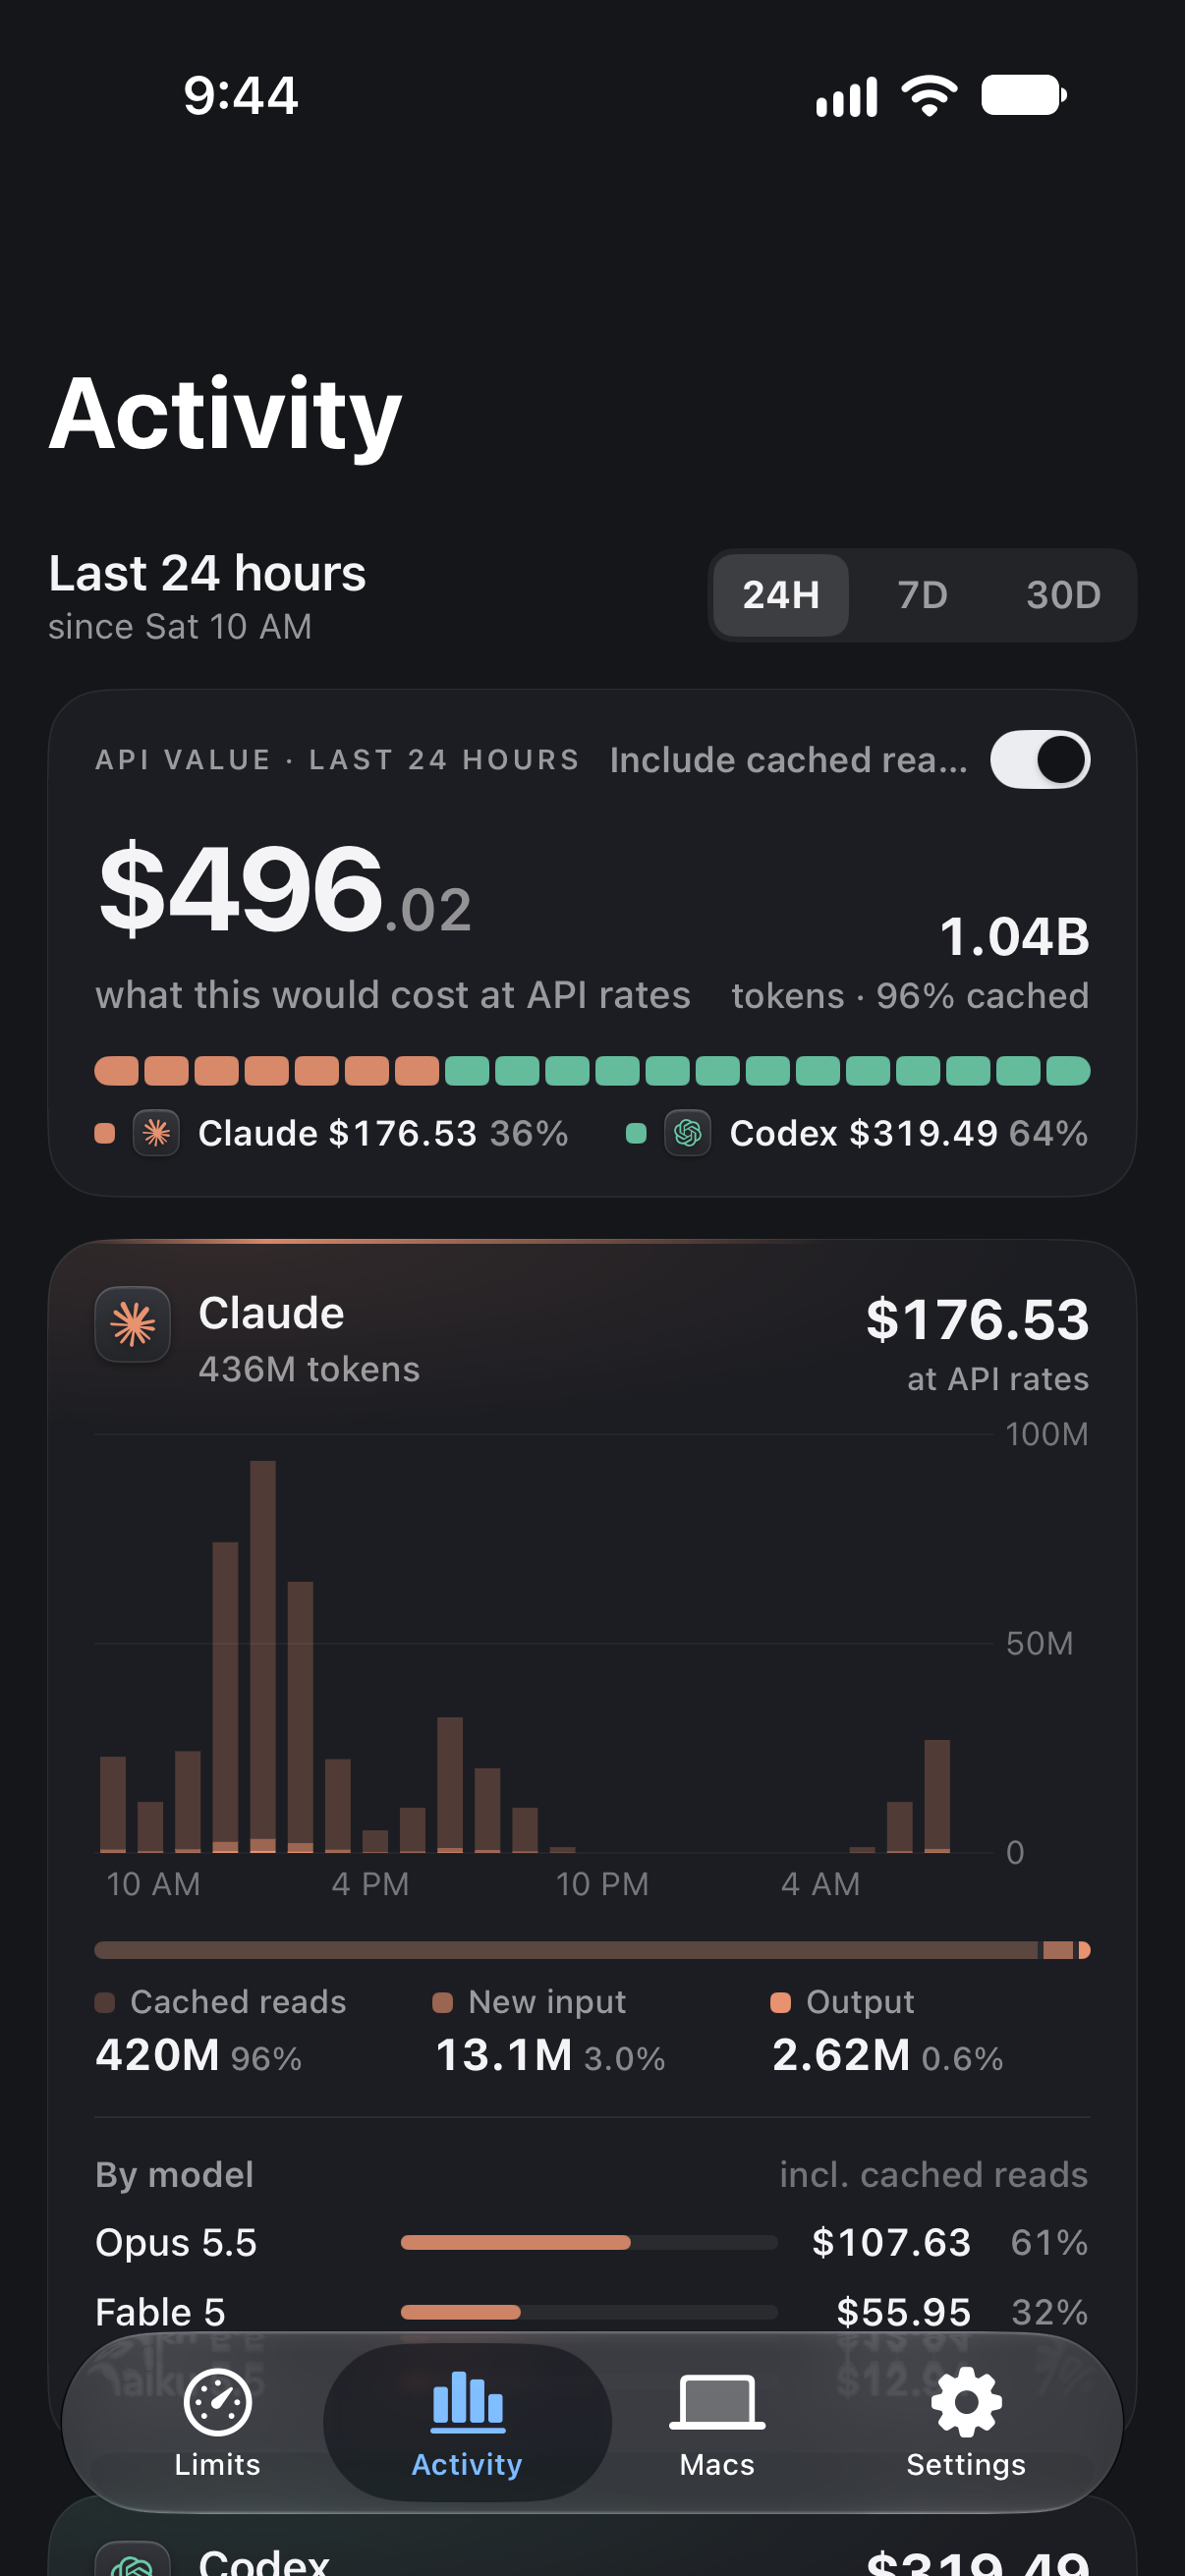 9:44
Activity
Last 24 hours
since Sat 10 AM
24H 7D 30D
API VALUE · LAST 24 HOURS Include cached rea...
$496.02
1.04B
what this would cost at API rates tokens · 96% cached
Claude $176.53 36% Codex $319.49 64%
Claude $176.53
436M tokens at API rates
100M
50M
0
10 AM 4 PM 10 PM 4 AM
Cached reads New input Output
420M 96% 13.1M 3.0% 2.62M 0.6%
By model incl. cached reads
Opus 5.5 $107.63 61%
Fable 5 $55.95 32%
Limits Activity Macs Settings
Codex $319.49